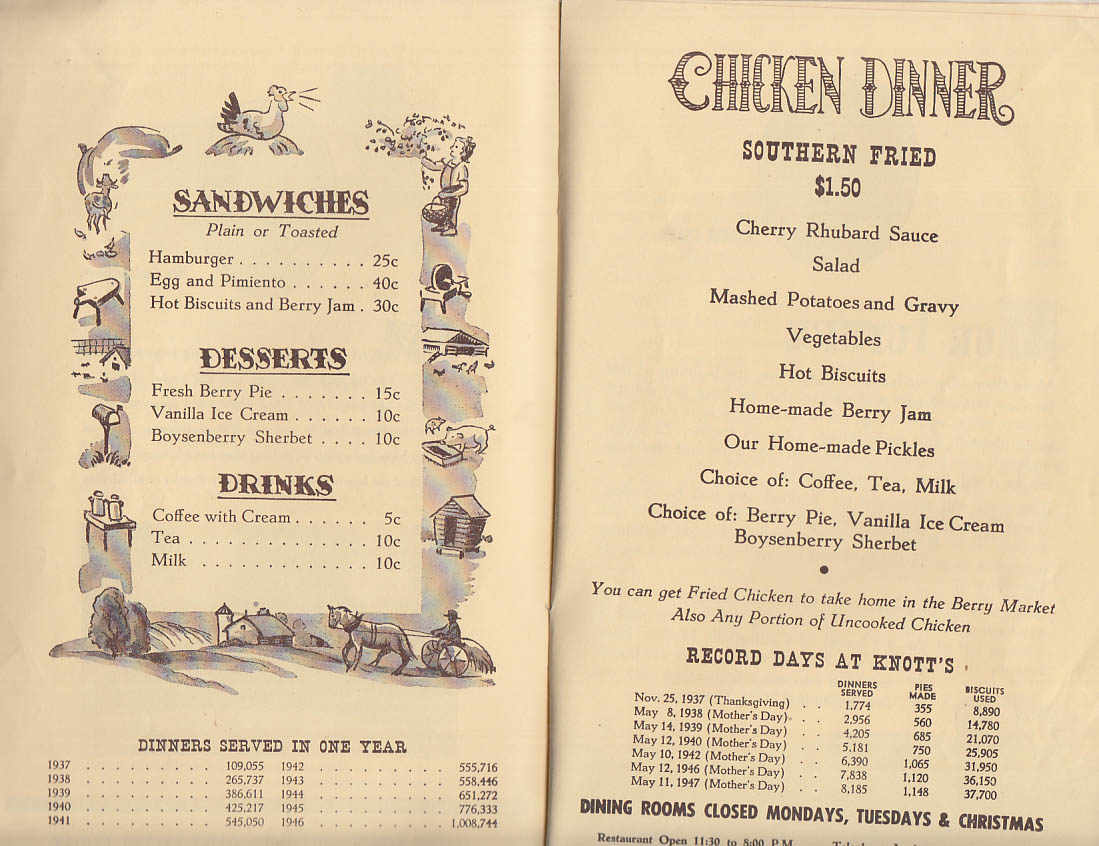 SANDWICHES
Plain or Toasted
Hamburger . . . . . . . . . . 25c
Egg and Pimiento . . . . . . 40c
Hot Biscuits and Berry Jam . 30c
DESSERTS
Fresh Berry Pie . . . . . . . 15c
Vanilla Ice Cream . . . . . . 10c
Boysenberry Sherbet . . . . 10c
DRINKS
Coffee with Cream . . . . . . 5c
Tea . . . . . . . . . . . . . . 10c
Milk . . . . . . . . . . . . . 10c
DINNERS SERVED IN ONE YEAR
1937 . . . . . . . . . 109,055 1942 . . . . . . . . . . 555,716
1938 . . . . . . . . . 265,737 1943 . . . . . . . . . . 558,446
1939 . . . . . . . . . 386,611 1944 . . . . . . . . . . 651,272
1940 . . . . . . . . . 425,217 1945 . . . . . . . . . . 776,333
1941 . . . . . . . . . 545,050 1946 . . . . . . . . . . 1,008,744
CHICKEN DINNER
SOUTHERN FRIED
$1.50
Cherry Rhubard Sauce
Salad
Mashed Potatoes and Gravy
Vegetables
Hot Biscuits
Home-made Berry Jam
Our Home-made Pickles
Choice of: Coffee, Tea, Milk
Choice of: Berry Pie, Vanilla Ice Cream
Boysenberry Sherbet
•
You can get Fried Chicken to take home in the Berry Market
Also Any Portion of Uncooked Chicken
RECORD DAYS AT KNOTT'S
DINNERS SERVED PIES MADE BISCUITS USED
Nov. 25, 1937 (Thanksgiving) . . 1,774 355 8,890
May 8, 1938 (Mother's Day) . . 2,956 560 14,780
May 14, 1939 (Mother's Day) . . 4,205 685 21,070
May 12, 1940 (Mother's Day) . . 5,181 750 25,905
May 10, 1942 (Mother's Day) . . 6,390 1,065 31,950
May 12, 1946 (Mother's Day) . . 7,838 1,120 36,150
May 11, 1947 (Mother's Day) . . 8,185 1,148 37,700
DINING ROOMS CLOSED MONDAYS, TUESDAYS & CHRISTMAS
Restaurant Open 11:30 to 8:00 P.M.